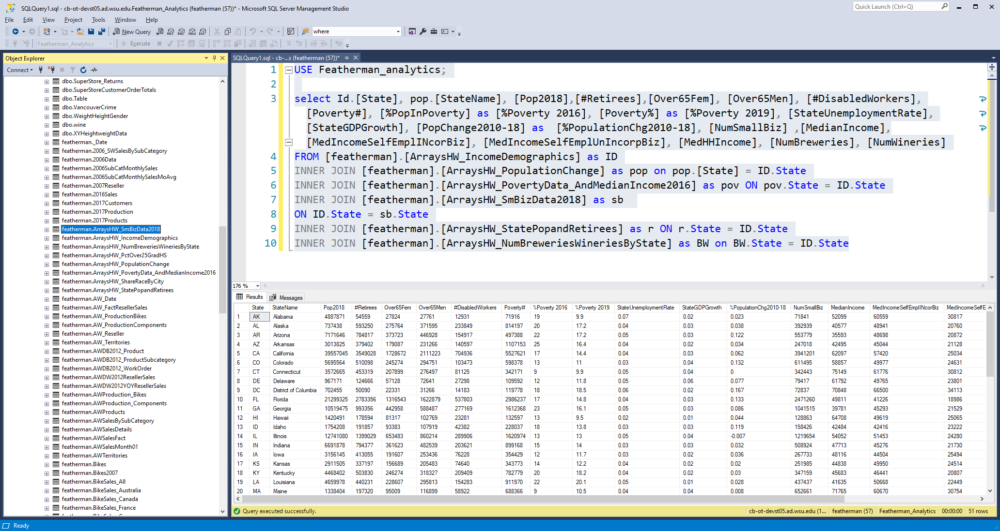 SQLQuery1.sql - cb-ot-devst05.ad.wsu.edu.Featherman_Analytics (featherman (57))* - Microsoft SQL Server Management Studio
Quick Launch (Ctrl+Q)
File Edit View Project Tools Window Help
New Query MDX DMX XMLA DAX where
Featherman_Analytics Execute
Object Explorer
Connect
dbo.SuperStore_Returns
dbo.SuperStoreCustomerOrderTotals
dbo.Table
dbo.VancouverCrime
dbo.WeightHeightGender
dbo.wine
dbo.XYHeightweightData
featherman._Date
featherman.2006_SWSalesBySubCategory
featherman.2006Data
featherman.2006SubCatMonthlySales
featherman.2006SubCatMonthlySalesMoAvg
featherman.2007Reseller
featherman.2016Sales
featherman.2017Customers
featherman.2017Production
featherman.2017Products
featherman.ArraysHW_SmBizData2018
featherman.ArraysHW_IncomeDemographics
featherman.ArraysHW_NumBreweriesWineriesByState
featherman.ArraysHW_PctOver25GradHS
featherman.ArraysHW_PopulationChange
featherman.ArraysHW_PovertyData_AndMedianIncome2016
featherman.ArraysHW_ShareRaceByCity
featherman.ArraysHW_StatePopandRetirees
featherman.AW_Date
featherman.AW_FactResellerSales
featherman.AW_ProductionBikes
featherman.AW_ProductionComponents
featherman.AW_Reseller
featherman.AW_Territories
featherman.AWDB2012_Product
featherman.AWDB2012_ProductSubcategory
featherman.AWDB2012_WorkOrder
featherman.AWDW2012ResellerSales
featherman.AWDW2012YOYResellerSales
featherman.AWProduction_Bikes
featherman.AWProduction_Components
featherman.AWProducts
featherman.AWSalesBySubCategory
featherman.AWSalesDetails
featherman.AWSalesFact
featherman.AWSalesMonth01
featherman.AWTerritories
featherman.Bikes
featherman.Bikes2007
featherman.BikeSales_All
featherman.BikeSales_Australia
featherman.BikeSales_Canada
featherman.BikeSales_France
SQLQuery1.sql - cb-...s (featherman (57))*
1 USE Featherman_analytics;
2
3 select Id.[State], pop.[StateName], [Pop2018],[#Retirees],[Over65Fem], [Over65Men], [#DisabledWorkers],
[Poverty#], [%PopInPoverty] as [%Poverty 2016], [Poverty%] as [%Poverty 2019], [StateUnemploymentRate],
[StateGDPGrowth], [PopChange2010-18] as [%PopulationChg2010-18], [NumSmallBiz] ,[MedianIncome],
[MedIncomeSelfEmplINcorBiz], [MedIncomeSelfEmplUnIncorpBiz], [MedHHIncome], [NumBreweries], [NumWineries]
4 FROM [featherman].[ArraysHW_IncomeDemographics] as ID
5 INNER JOIN [featherman].[ArraysHW_PopulationChange] as pop on pop.[State] = ID.State
6 INNER JOIN [featherman].[ArraysHW_PovertyData_AndMedianIncome2016] as pov ON pov.State = ID.State
7 INNER JOIN [featherman].[ArraysHW_SmBizData2018] as sb
8 ON ID.State = sb.State
9 INNER JOIN [featherman].[ArraysHW_StatePopandRetirees] as r ON r.State = ID.State
10 INNER JOIN [featherman].[ArraysHW_NumBreweriesWineriesByState] as BW on BW.State = ID.State
176 %
Results Messages
State StateName Pop2018 #Retirees Over65Fem Over65Men #DisabledWorkers Poverty# %Poverty 2016 %Poverty 2019 StateUnemploymentRate StateGDPGrowth %PopulationChg2010-18 NumSmallBiz MedianIncome MedIncomeSelfEmplINcorBiz MedIncomeSelfE
1 AK Alabama 4887871 54559 27824 27761 12931 71916 19 9.9 0.07 0.02 0.023 71841 52099 60559 30817
2 AL Alaska 737438 593250 275764 371595 233849 814197 20 17.2 0.04 0.03 0.038 392939 40577 48941 20760
3 AR Arizona 7171646 784817 373723 446928 154917 497388 22 17.2 0.05 0.03 0.122 553779 35593 48698 20872
4 AZ Arkansas 3013825 379402 179087 231266 140597 1107153 25 16.4 0.04 0.02 0.034 247018 42495 45044 21128
5 CA California 39557045 3549028 1728672 2111223 704936 5527621 17 14.4 0.04 0.03 0.062 3941201 62097 57420 25034
6 CO Colorado 5695564 510098 245274 294751 103473 598378 13 11 0.03 0.04 0.132 611495 58857 49977 24631
7 CT Connecticut 3572665 453319 207899 276497 81125 342171 9 9.9 0.05 0.04 0 342443 75149 61776 30812
8 DE Delaware 967171 124666 57128 72641 27298 109592 12 11.8 0.05 0.06 0.077 79417 61792 49765 23801
9 DC District of Columbia 702455 50090 22331 31266 14183 119778 18 18.5 0.06 0.02 0.167 72837 70848 66500 34113
10 FL Florida 21299325 2783356 1316543 1622879 537803 2986237 17 14.8 0.04 0.03 0.133 2471260 49811 41226 18986
11 GA Georgia 10519475 993356 442958 588487 277169 1612368 23 16.1 0.05 0.03 0.086 1041515 39781 45293 21529
12 HI Hawaii 1420491 178594 81317 102769 23281 132597 13 9.5 0.02 0.01 0.044 128863 64708 49619 25065
13 ID Idaho 1754208 191857 93383 107919 42382 228037 18 13.8 0.03 0.03 0.119 158426 42484 42416 23222
14 IL Illinois 12741080 1399029 653483 860214 289906 1620974 13 13 0.05 0.04 -0.007 1219654 54052 51453 24280
15 IN Indiana 6691878 794377 361623 482539 203621 899168 15 14 0.03 0.03 0.032 508924 47713 45276 21730
16 IA Iowa 3156145 413055 191607 253436 76228 354429 12 11.7 0.03 0.02 0.036 267733 48116 44504 25494
17 KS Kansas 2911505 337197 156689 205483 74640 343773 14 12.2 0.04 0.02 0.02 251985 44838 49950 24514
18 KY Kentucky 4468402 503830 246274 318327 209409 782779 20 18.2 0.04 0.02 0.03 347159 45683 46441 20807
19 LA Louisiana 4659978 440231 228607 295813 154283 911970 22 20.1 0.05 0.01 0.028 437437 41635 50668 22449
20 MA Maine 1338404 197320 95009 116899 58922 688366 9 10.5 0.04 0.04 0.008 652661 71765 60670 30754
Query executed successfully. cb-ot-devst05.ad.wsu.edu (1... featherman (57) Featherman_Analytics 00:00:00 51 rows
Ready